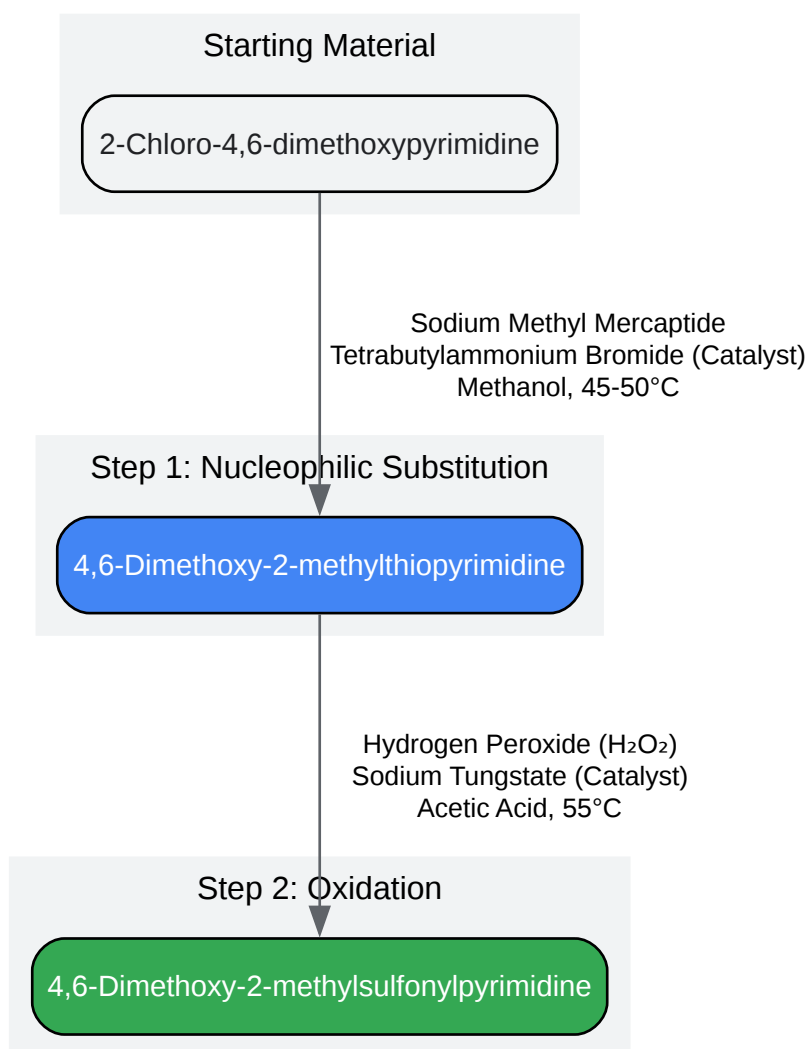 Starting Material
2-Chloro-4,6-dimethoxypyrimidine
Sodium Methyl Mercaptide
Tetrabutylammonium Bromide (Catalyst)
Methanol, 45-50°C
Step 1: Nucleophilic Substitution
4,6-Dimethoxy-2-methylthiopyrimidine
Hydrogen Peroxide (H₂O₂)
Sodium Tungstate (Catalyst)
Acetic Acid, 55°C
Step 2: Oxidation
4,6-Dimethoxy-2-methylsulfonylpyrimidine